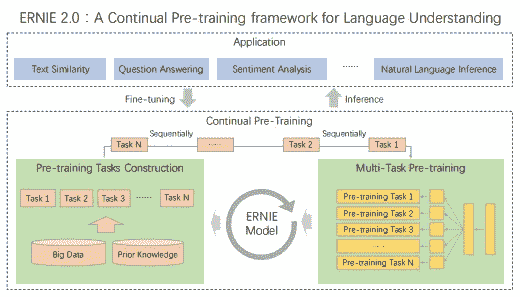 ERNIE 2.0：A Continual Pre-training framework for Language Understanding
Application
Text Similarity
Question Answering
Sentiment Analysis
......
Natural Language Inference
Fine-tuning
Inference
Continual Pre-Training
Sequentially
Sequentially
Task N
......
Task 2
Task 1
Pre-training Tasks Construction
Task 1
Task 2
Task 3
......
Task N
Big Data
Prior Knowledge
ERNIE
Model
Multi-Task Pre-training
Pre-training Task 1
Pre-training Task 2
Pre-training Task 3
......
Pre-training Task N